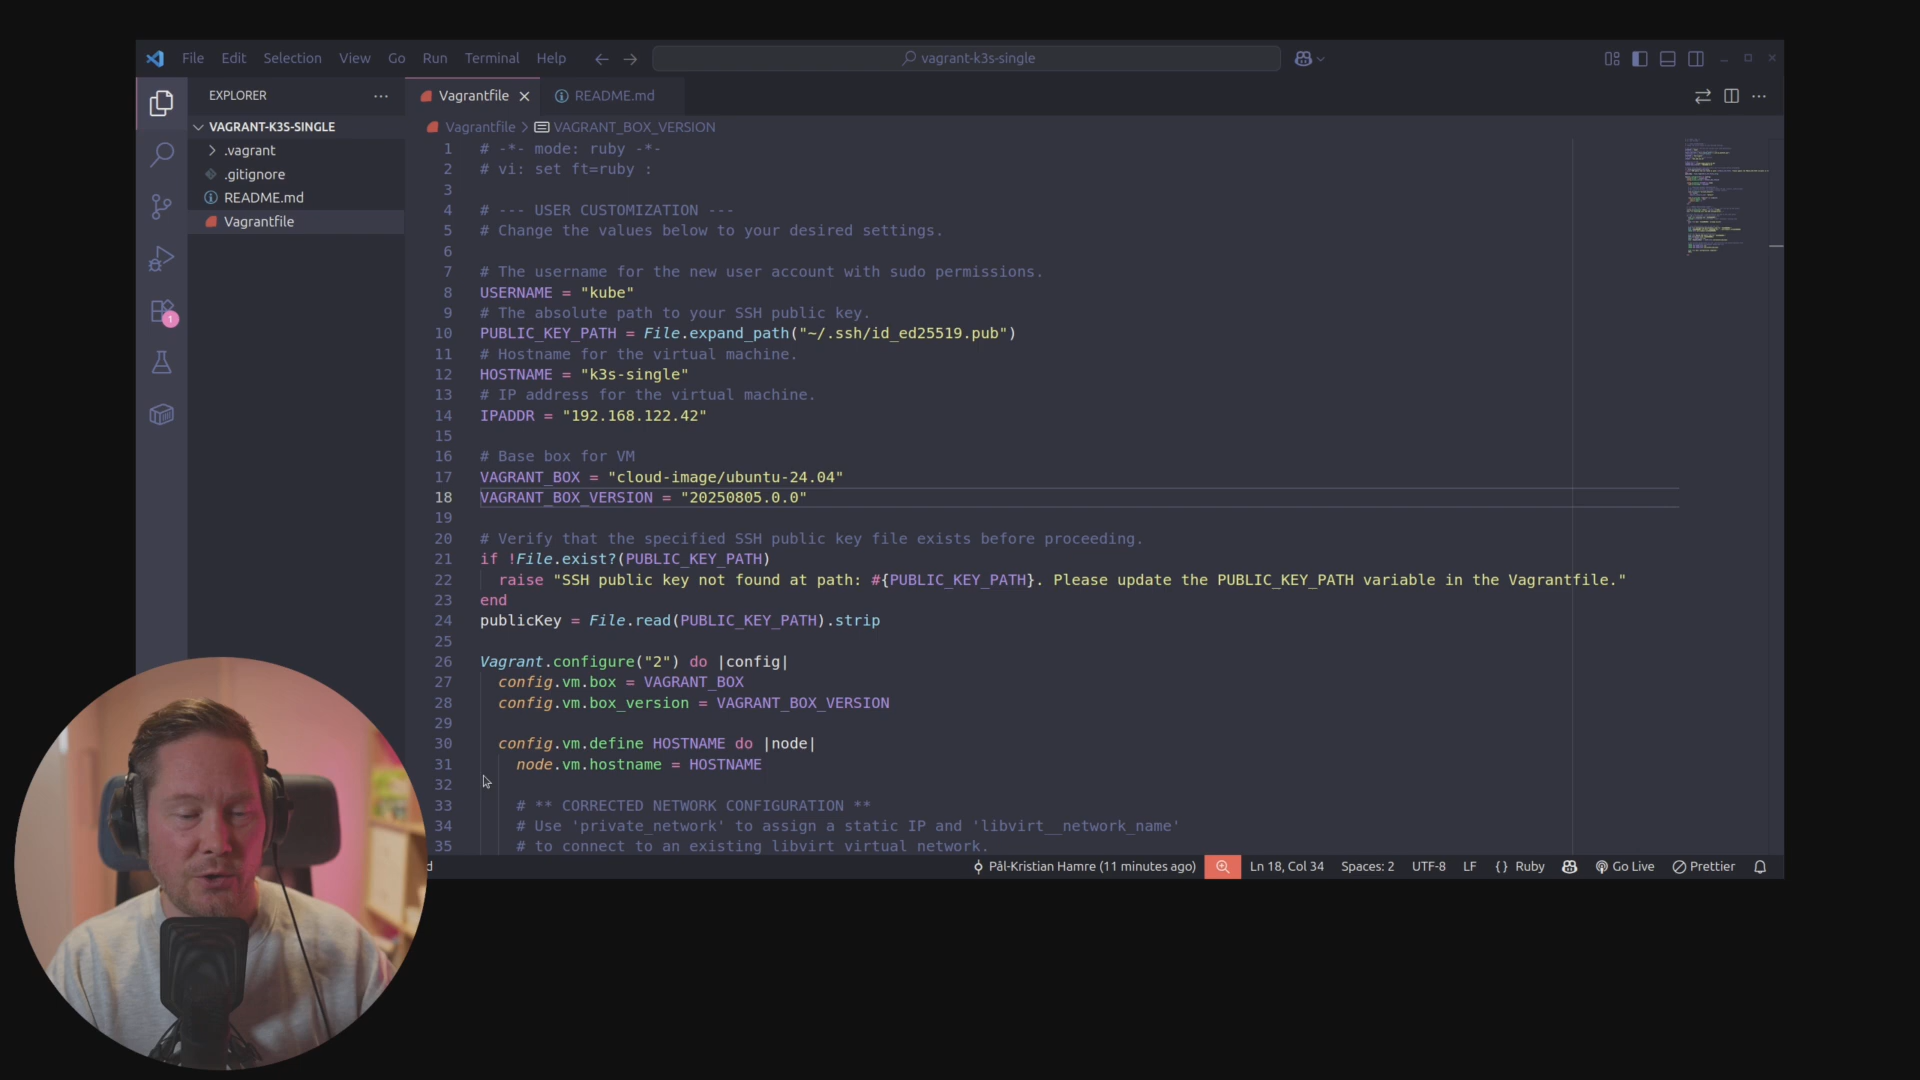 File Edit Selection View Go Run Terminal Help
vagrant-k3s-single
EXPLORER
Vagrantfile
README.md
VAGRANT-K3S-SINGLE
.vagrant
.gitignore
README.md
Vagrantfile
1
Vagrantfile > VAGRANT_BOX_VERSION
1 # -*- mode: ruby -*-
2 # vi: set ft=ruby :
3
4 # --- USER CUSTOMIZATION ---
5 # Change the values below to your desired settings.
6
7 # The username for the new user account with sudo permissions.
8 USERNAME = "kube"
9 # The absolute path to your SSH public key.
10 PUBLIC_KEY_PATH = File.expand_path("~/.ssh/id_ed25519.pub")
11 # Hostname for the virtual machine.
12 HOSTNAME = "k3s-single"
13 # IP address for the virtual machine.
14 IPADDR = "192.168.122.42"
15
16 # Base box for VM
17 VAGRANT_BOX = "cloud-image/ubuntu-24.04"
18 VAGRANT_BOX_VERSION = "20250805.0.0"
19
20 # Verify that the specified SSH public key file exists before proceeding.
21 if !File.exist?(PUBLIC_KEY_PATH)
22 raise "SSH public key not found at path: #{PUBLIC_KEY_PATH}. Please update the PUBLIC_KEY_PATH variable in the Vagrantfile."
23 end
24 publicKey = File.read(PUBLIC_KEY_PATH).strip
25
26 Vagrant.configure("2") do |config|
27 config.vm.box = VAGRANT_BOX
28 config.vm.box_version = VAGRANT_BOX_VERSION
29
30 config.vm.define HOSTNAME do |node|
31 node.vm.hostname = HOSTNAME
32
33 # ** CORRECTED NETWORK CONFIGURATION **
34 # Use 'private_network' to assign a static IP and 'libvirt__network_name'
35 # to connect to an existing libvirt virtual network.
Pål-Kristian Hamre (11 minutes ago) Ln 18, Col 34 Spaces: 2 UTF-8 LF {} Ruby Go Live Prettier